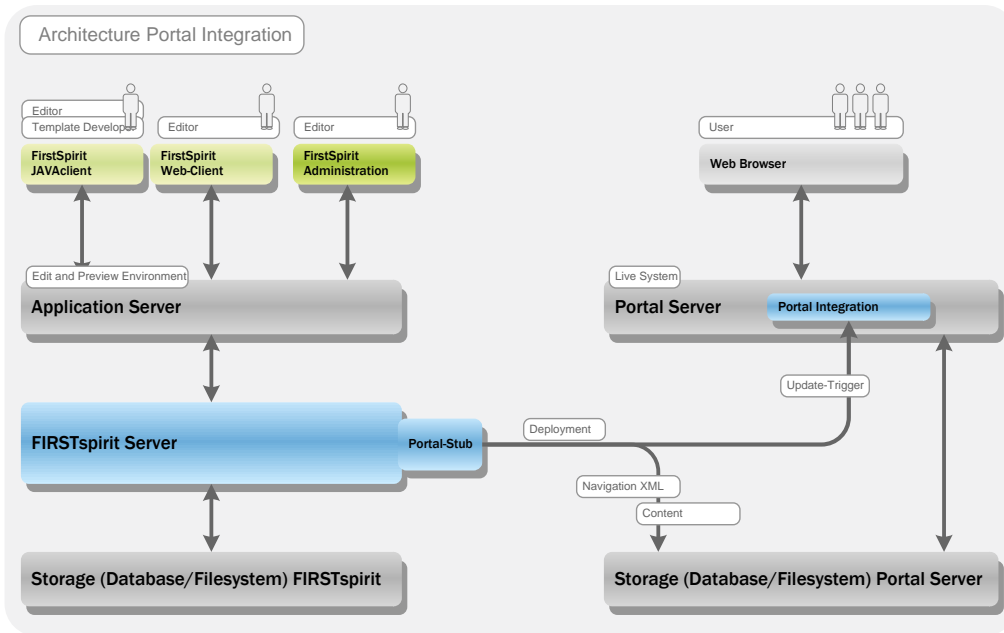 Architecture Portal Integration
Editor
Template Developer
FirstSpirit
JAVAclient
Editor
FirstSpirit
Web-Client
Editor
FirstSpirit
Administration
User
Web Browser
Edit and Preview Environment
Application Server
Live System
Portal Server
Portal Integration
Update-Trigger
FIRSTspirit Server
Portal-Stub
Deployment
Navigation XML
Content
Storage (Database/Filesystem) FIRSTspirit
Storage (Database/Filesystem) Portal Server